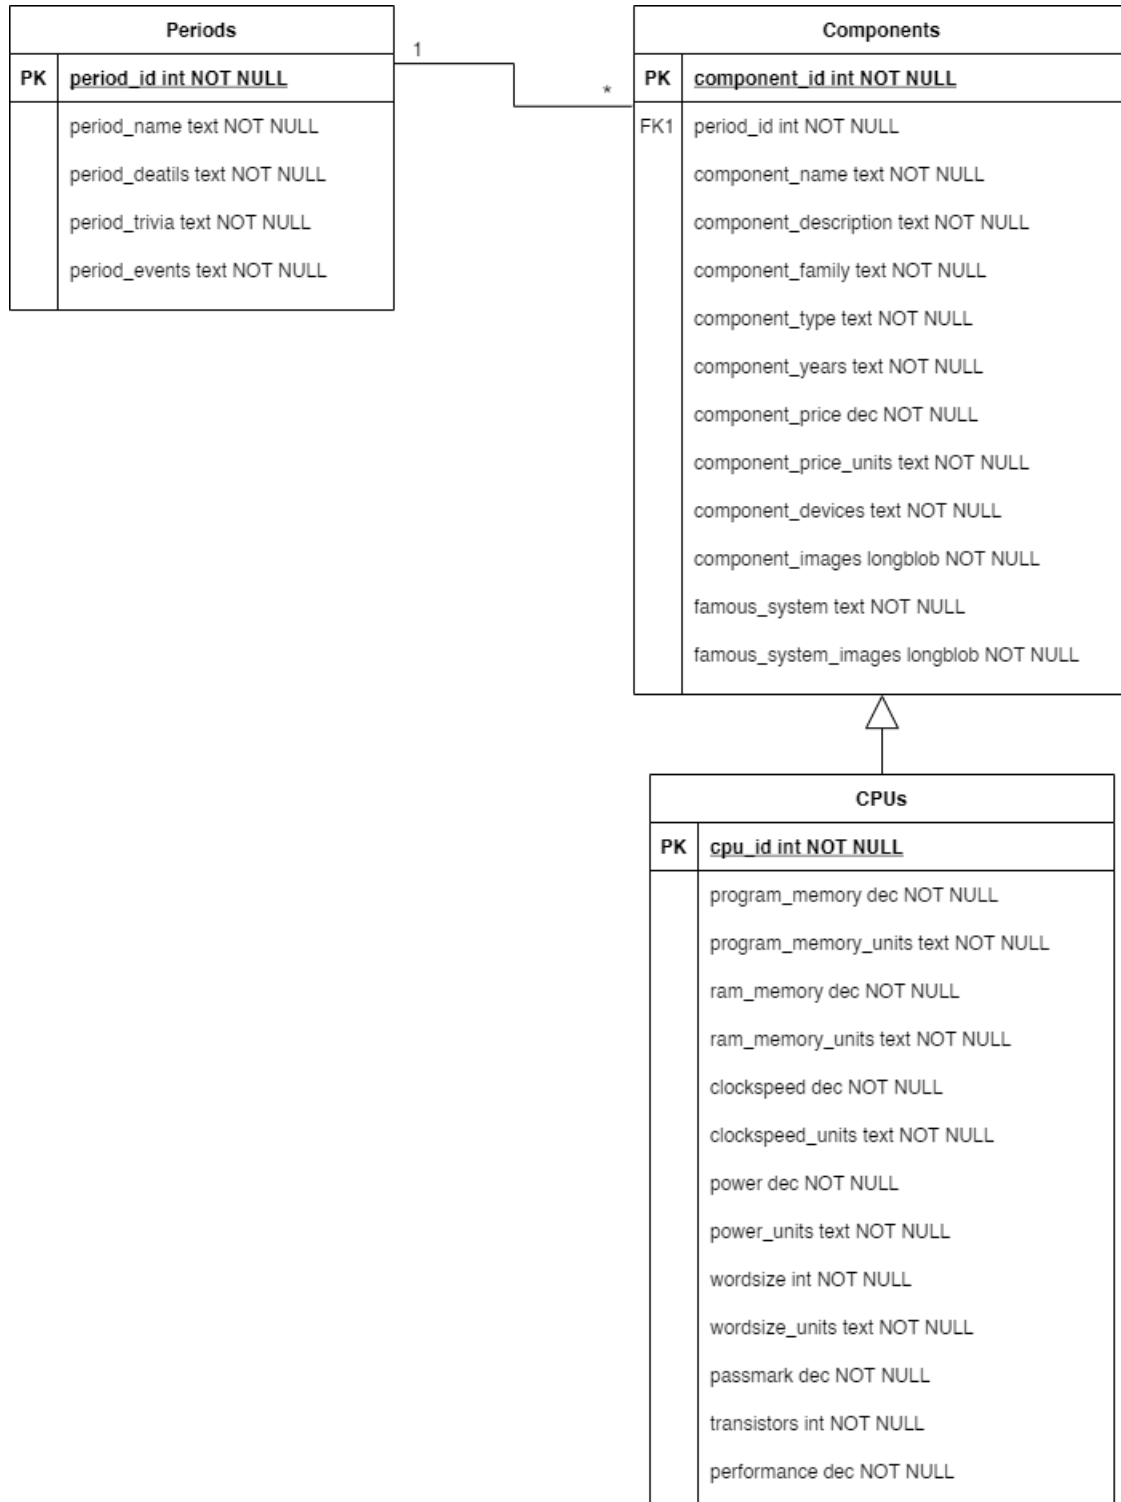 Periods
PK period_id int NOT NULL
period_name text NOT NULL
period_deatils text NOT NULL
period_trivia text NOT NULL
period_events text NOT NULL
1
*
Components
PK component_id int NOT NULL
FK1 period_id int NOT NULL
component_name text NOT NULL
component_description text NOT NULL
component_family text NOT NULL
component_type text NOT NULL
component_years text NOT NULL
component_price dec NOT NULL
component_price_units text NOT NULL
component_devices text NOT NULL
component_images longblob NOT NULL
famous_system text NOT NULL
famous_system_images longblob NOT NULL
CPUs
PK cpu_id int NOT NULL
program_memory dec NOT NULL
program_memory_units text NOT NULL
ram_memory dec NOT NULL
ram_memory_units text NOT NULL
clockspeed dec NOT NULL
clockspeed_units text NOT NULL
power dec NOT NULL
power_units text NOT NULL
wordsize int NOT NULL
wordsize_units text NOT NULL
passmark dec NOT NULL
transistors int NOT NULL
performance dec NOT NULL